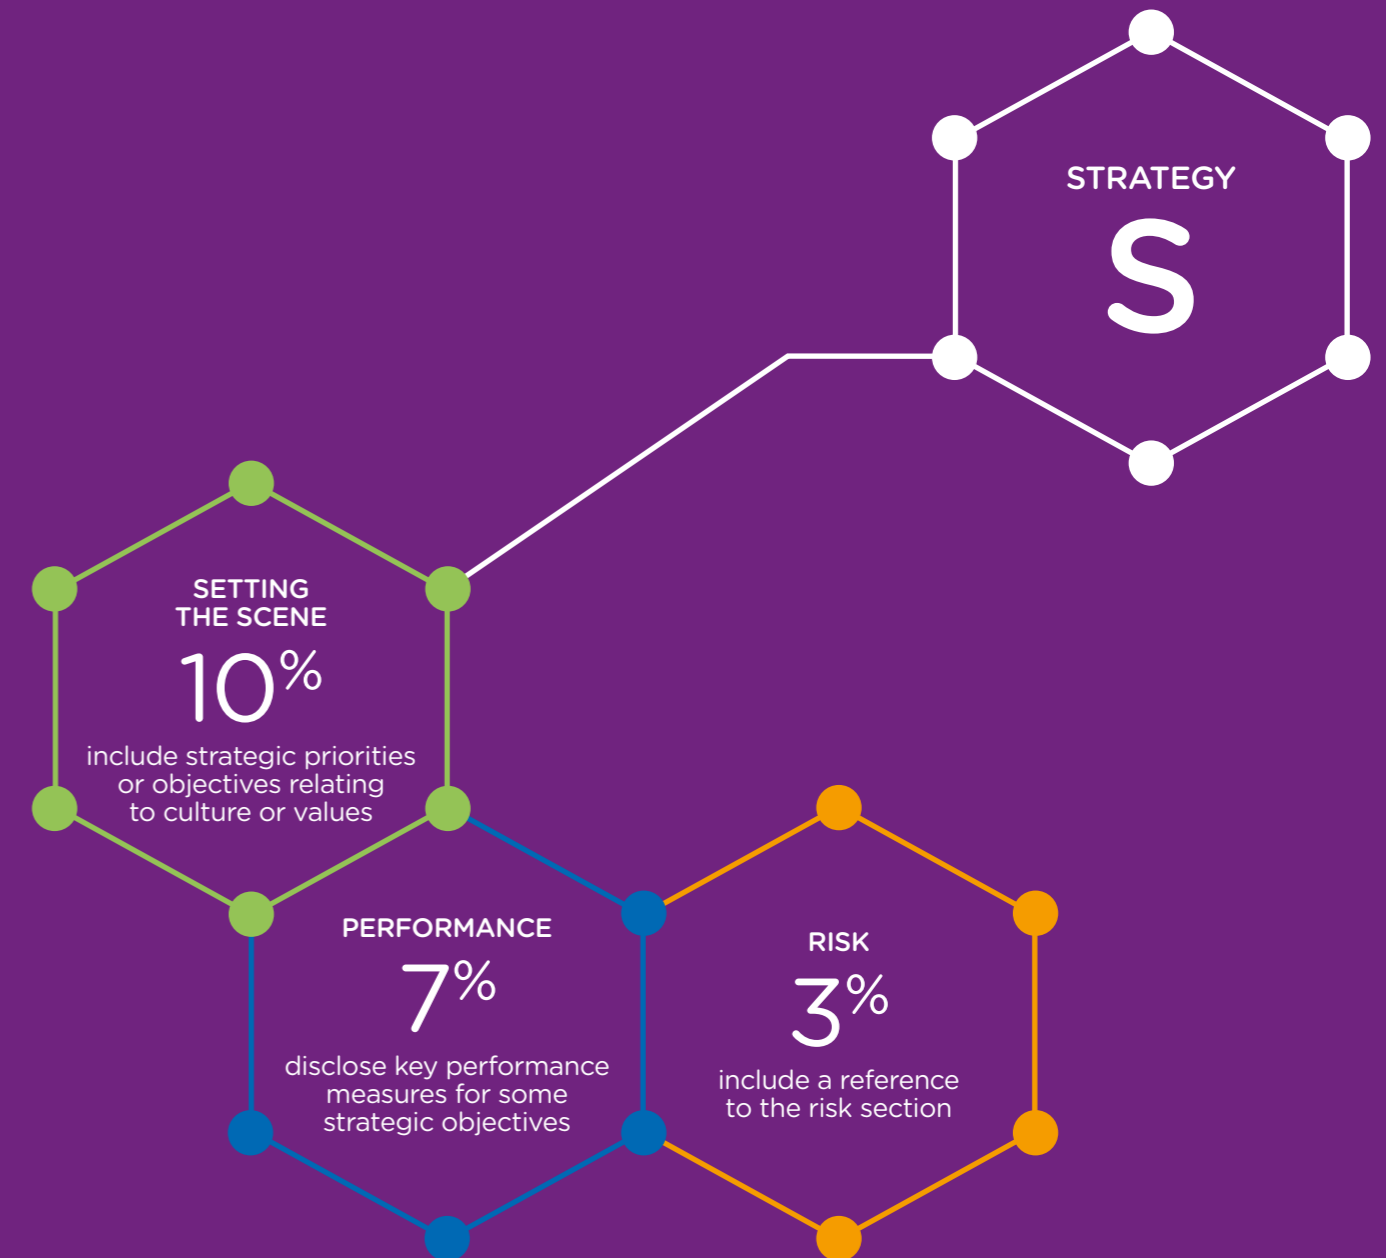 STRATEGY
S
SETTING
THE SCENE
10%
include strategic priorities
or objectives relating
to culture or values
PERFORMANCE
7%
disclose key performance
measures for some
strategic objectives
RISK
3%
include a reference
to the risk section